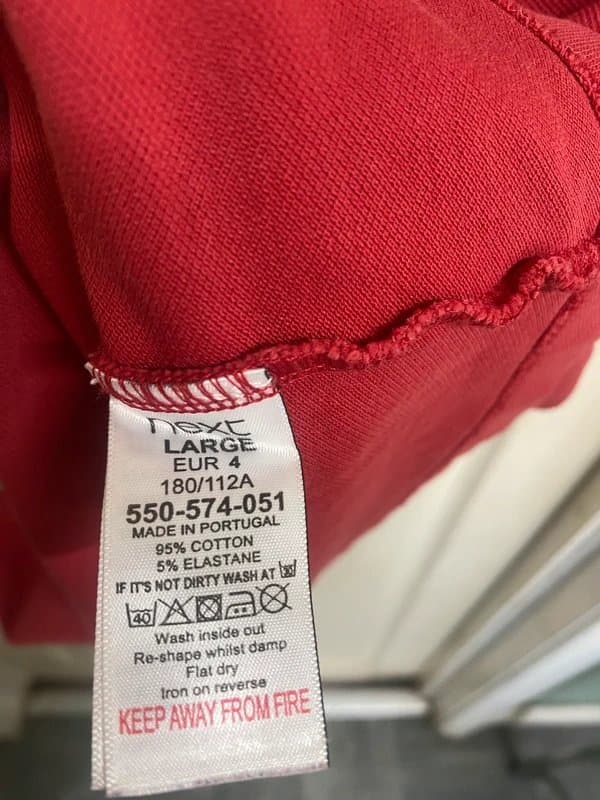 next
LARGE
EUR 4
180/112A
550-574-051
MADE IN PORTUGAL
95% COTTON
5% ELASTANE
IF IT'S NOT DIRTY WASH AT 30
40
Wash inside out
Re-shape whilst damp
Flat dry
Iron on reverse
KEEP AWAY FROM FIRE